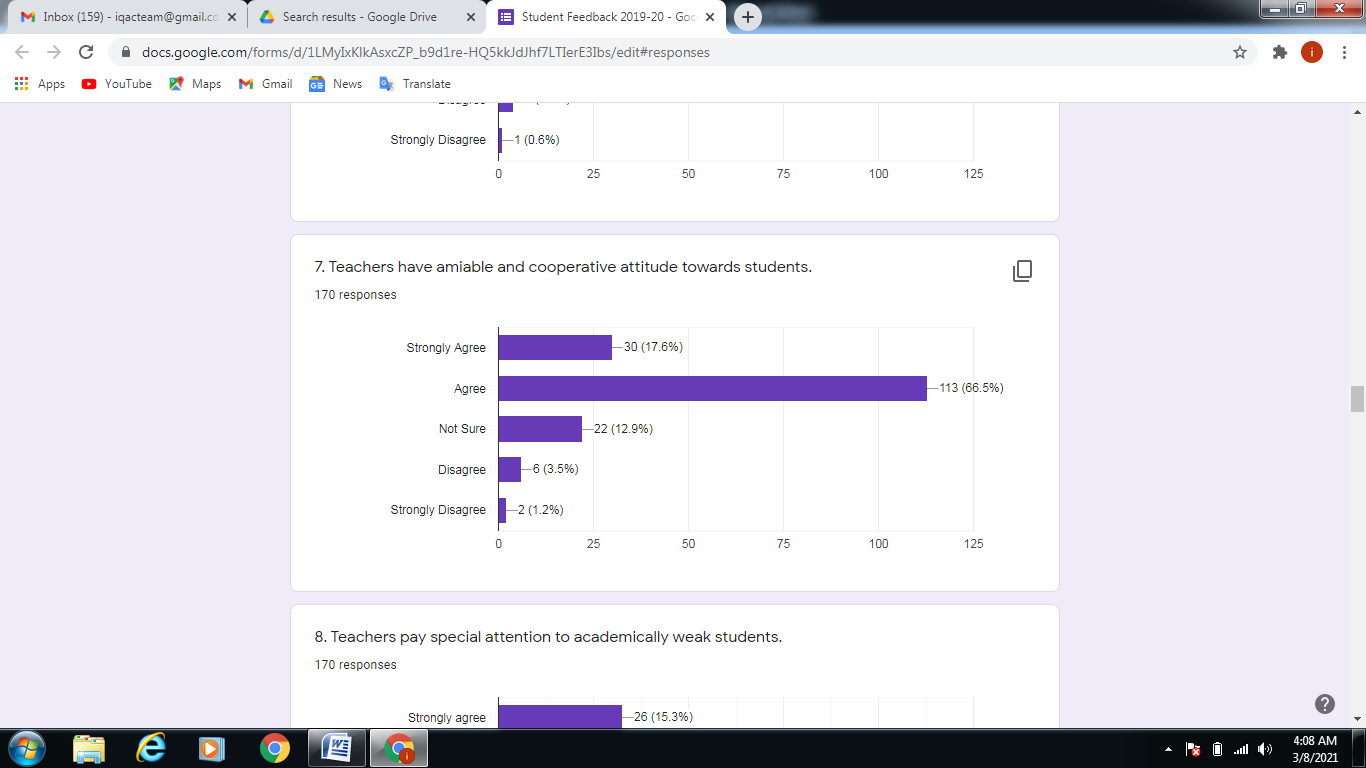 Inbox (159) - iqacteam@gmail.co
Search results - Google Drive
Student Feedback 2019-20 - Goo
docs.google.com/forms/d/1LMyIxKlkAsxcZP_b9d1re-HQ5kkJdJhf7LTIerE3Ibs/edit#responses
i
Apps
YouTube
Maps
Gmail
News
Translate
Strongly Disagree
1 (0.6%)
0 25 50 75 100 125
7. Teachers have amiable and cooperative attitude towards students.
170 responses
Strongly Agree
30 (17.6%)
Agree
113 (66.5%)
Not Sure
22 (12.9%)
Disagree
6 (3.5%)
Strongly Disagree
2 (1.2%)
0 25 50 75 100 125
8. Teachers pay special attention to academically weak students.
170 responses
Strongly agree
26 (15.3%)
4:08 AM
3/8/2021